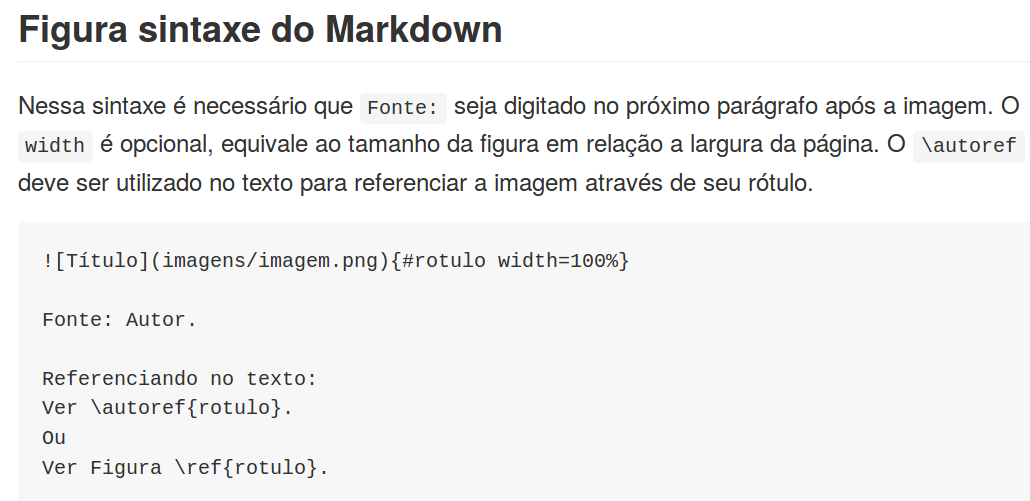 Figura sintaxe do Markdown
Nessa sintaxe é necessário que Fonte: seja digitado no próximo parágrafo após a imagem. O
width é opcional, equivale ao tamanho da figura em relação a largura da página. O \autoref
deve ser utilizado no texto para referenciar a imagem através de seu rótulo.
![Título](imagens/imagem.png){#rotulo width=100%}
Fonte: Autor.
Referenciando no texto:
Ver \autoref{rotulo}.
Ou
Ver Figura \ref{rotulo}.